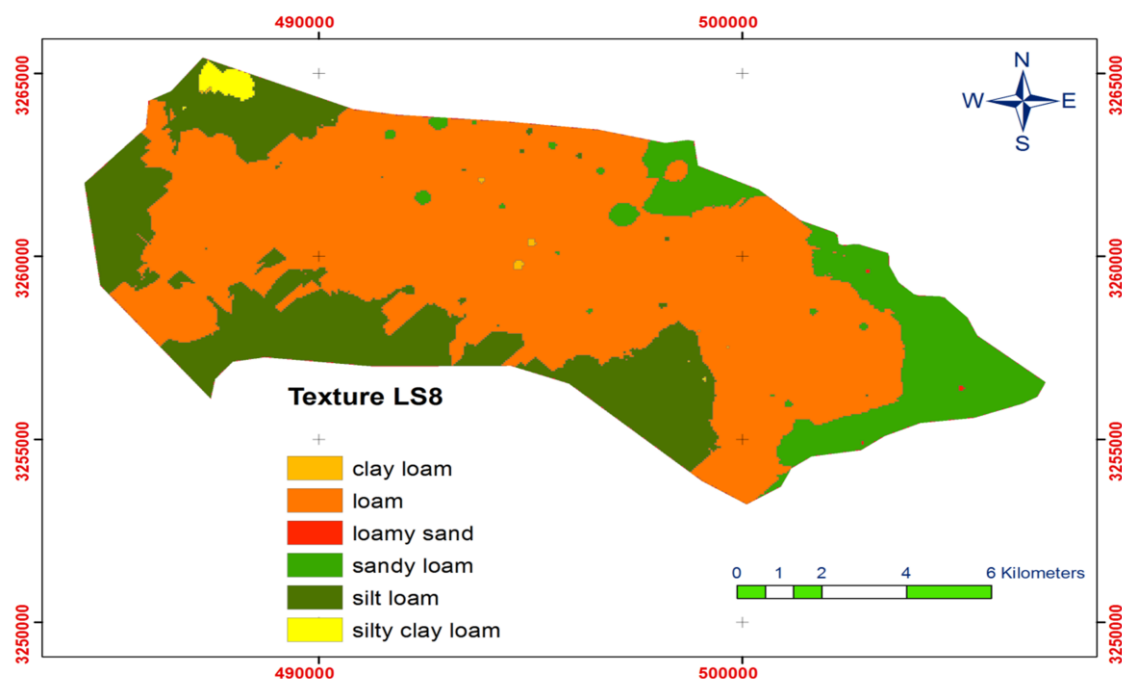 490000 500000
N
W E
S
3265000 3265000
3260000 3260000
3255000 3255000
3250000 3250000
Texture LS8
clay loam
loam
loamy sand
sandy loam
silt loam
silty clay loam
0 1 2 4 6 Kilometers
490000 500000